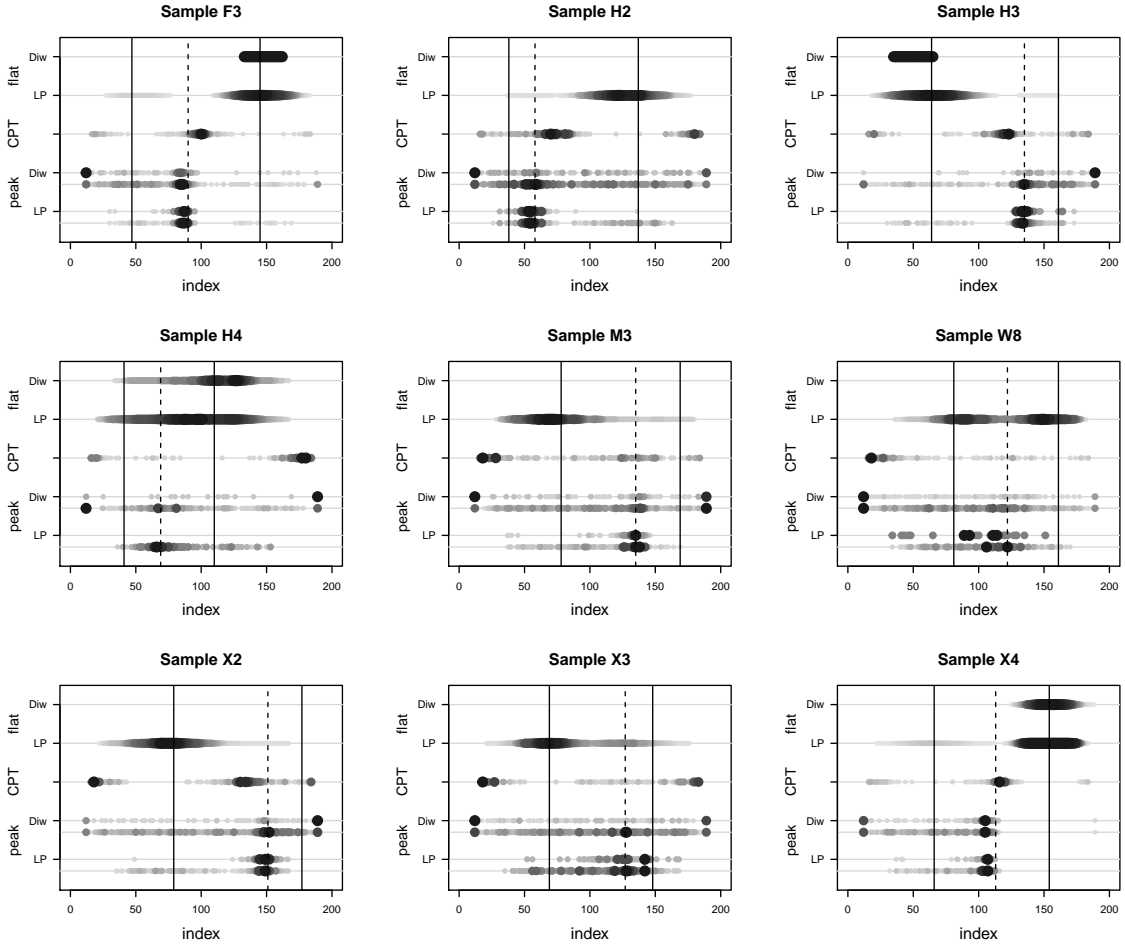 Sample F3
Diw
LP
Diw
LP
flat
CPT
peak
0 50 100 150 200
index
Sample H2
Diw
LP
Diw
LP
flat
CPT
peak
0 50 100 150 200
index
Sample H3
Diw
LP
Diw
LP
flat
CPT
peak
0 50 100 150 200
index
Sample H4
Diw
LP
Diw
LP
flat
CPT
peak
0 50 100 150 200
index
Sample M3
Diw
LP
Diw
LP
flat
CPT
peak
0 50 100 150 200
index
Sample W8
Diw
LP
Diw
LP
flat
CPT
peak
0 50 100 150 200
index
Sample X2
Diw
LP
Diw
LP
flat
CPT
peak
0 50 100 150 200
index
Sample X3
Diw
LP
Diw
LP
flat
CPT
peak
0 50 100 150 200
index
Sample X4
Diw
LP
Diw
LP
flat
CPT
peak
0 50 100 150 200
index